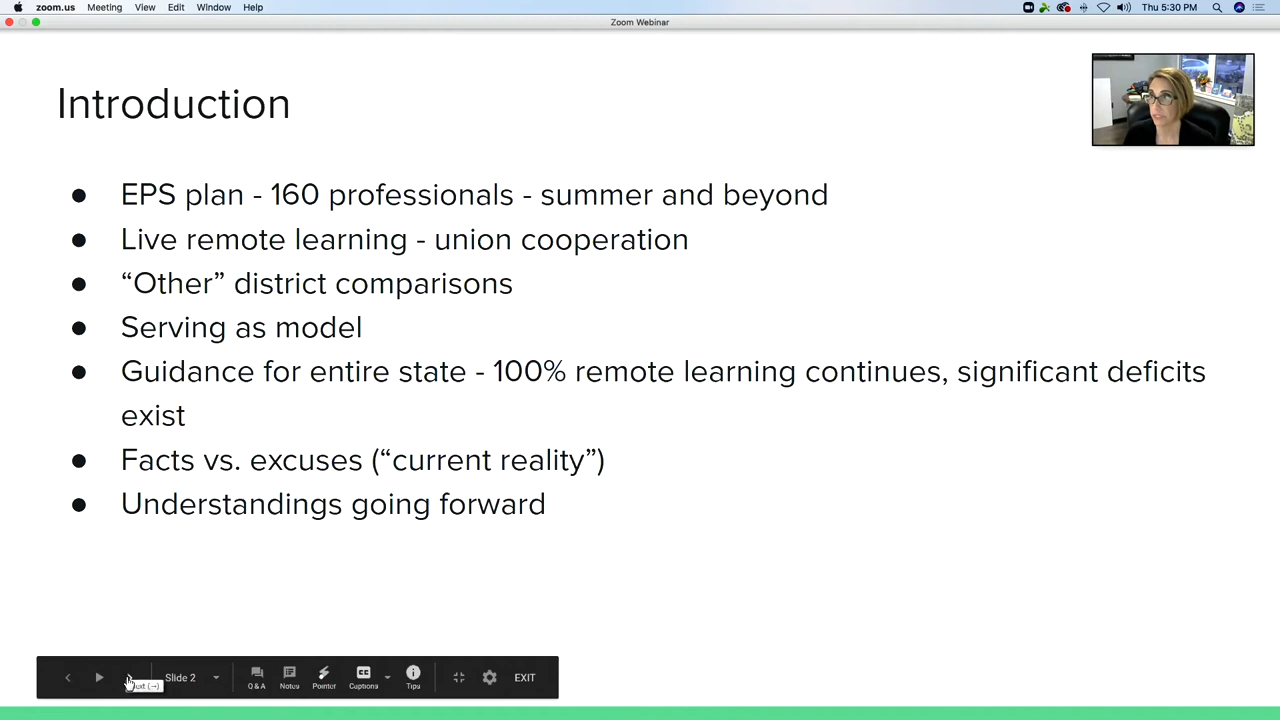 zoom.us Meeting View Edit Window Help Thu 5:30 PM
Zoom Webinar
Introduction
● EPS plan - 160 professionals - summer and beyond
● Live remote learning - union cooperation
● “Other” district comparisons
● Serving as model
● Guidance for entire state - 100% remote learning continues, significant deficits
exist
● Facts vs. excuses (“current reality”)
● Understandings going forward
Slide 2 Q & A Notes Pointer CC Captions Tips EXIT